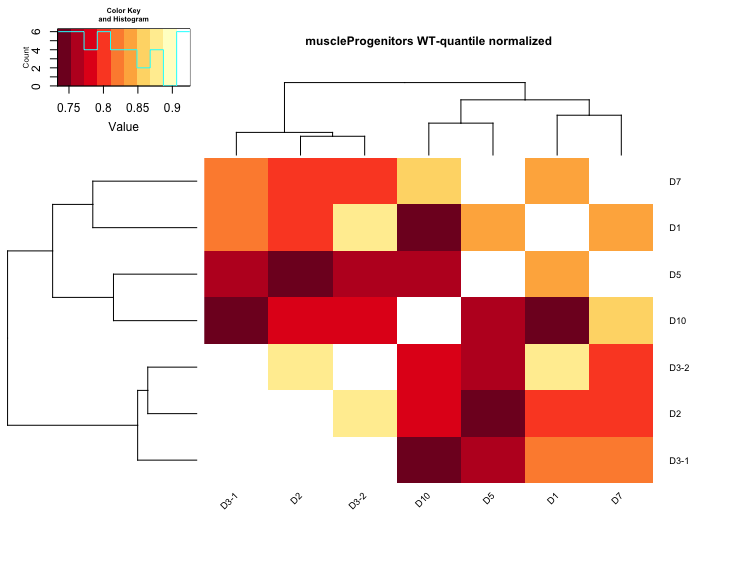 Color Key
and Histogram
Count
0 2 4 6
0.75 0.8 0.85 0.9
Value
muscleProgenitors WT-quantile normalized
D7
D1
D5
D10
D3-2
D2
D3-1
D3-1 D2 D3-2 D10 D5 D1 D7